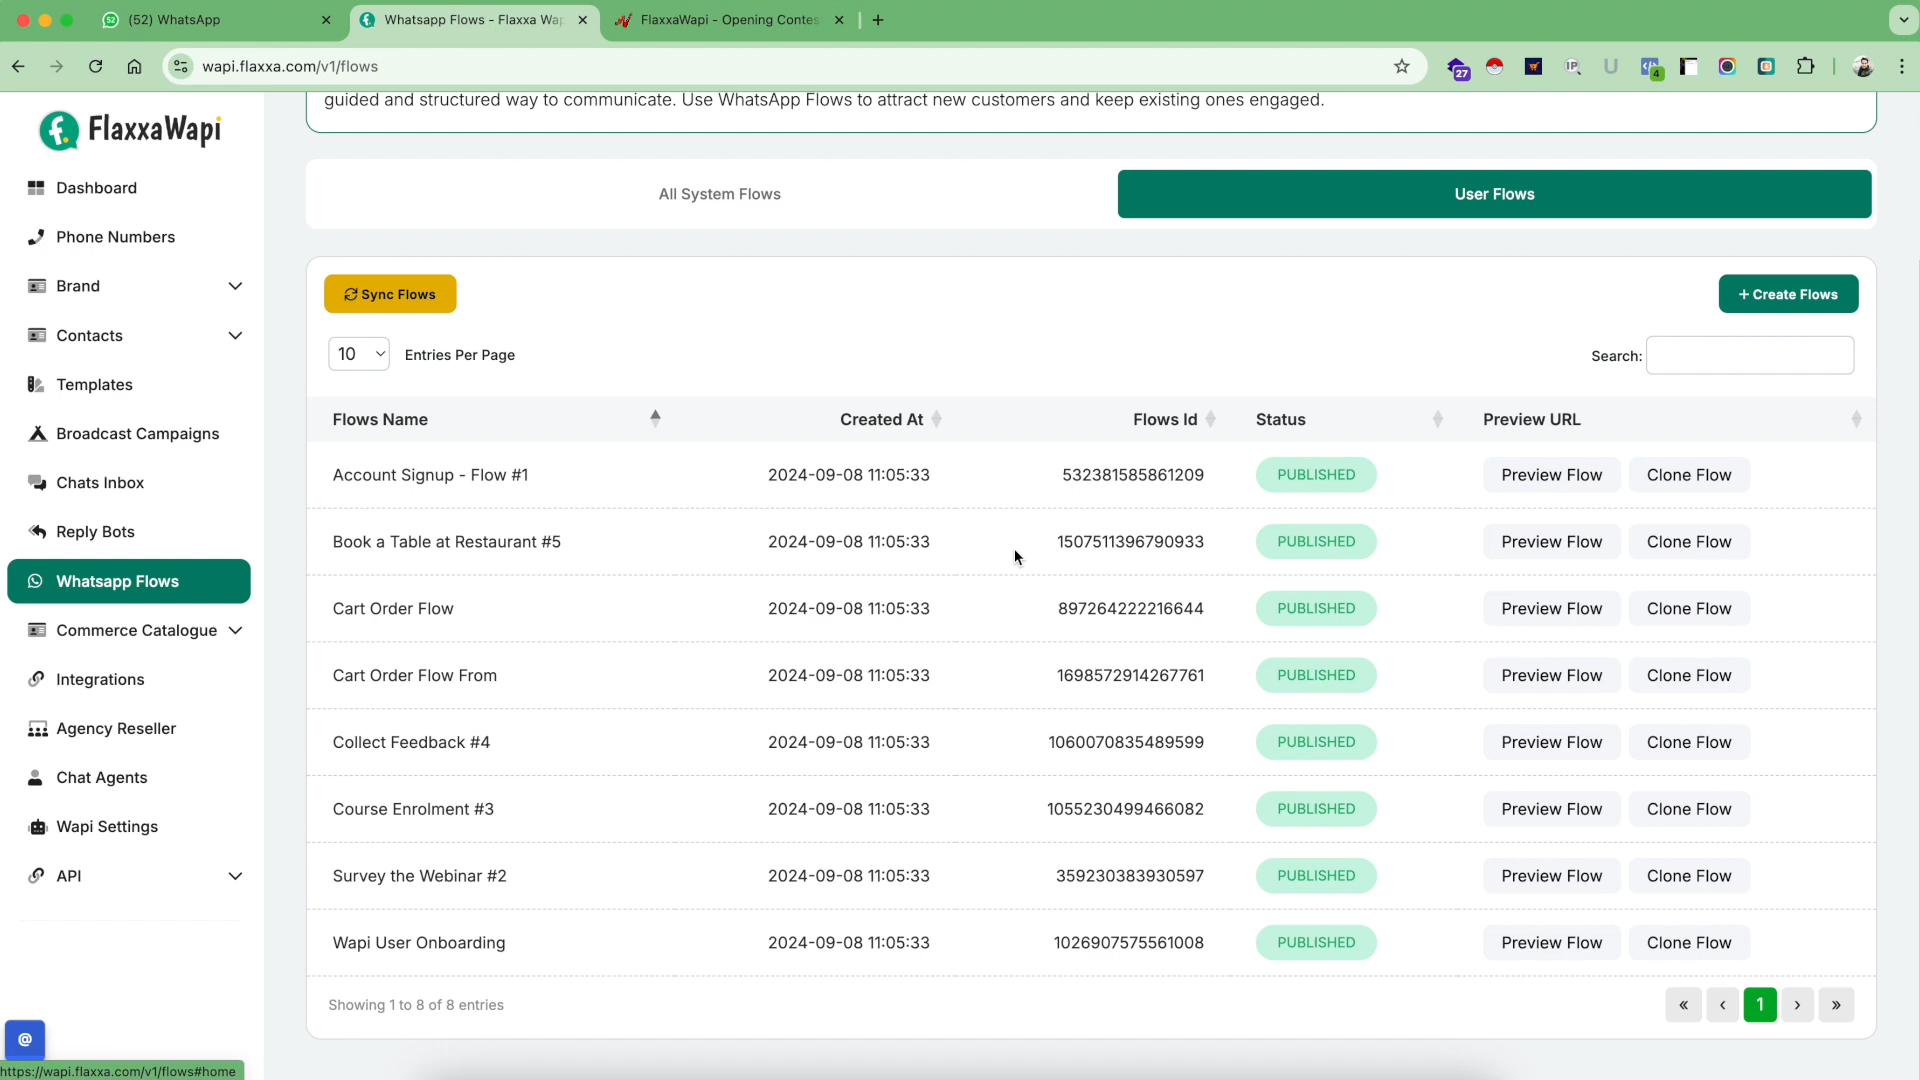 (52) WhatsApp
Whatsapp Flows - Flaxxa Wap
FlaxxaWapi - Opening Contes
wapi.flaxxa.com/v1/flows
27
IP
U
4
guided and structured way to communicate. Use WhatsApp Flows to attract new customers and keep existing ones engaged.
FlaxxaWapi
Dashboard
Phone Numbers
Brand
Contacts
Templates
Broadcast Campaigns
Chats Inbox
Reply Bots
Whatsapp Flows
Commerce Catalogue
Integrations
Agency Reseller
Chat Agents
Wapi Settings
API
@
https://wapi.flaxxa.com/v1/flows#home
All System Flows
User Flows
Sync Flows
+ Create Flows
10 Entries Per Page
Search:
Flows Name Created At Flows Id Status Preview URL
Account Signup - Flow #1 2024-09-08 11:05:33 532381585861209 PUBLISHED Preview Flow Clone Flow
Book a Table at Restaurant #5 2024-09-08 11:05:33 1507511396790933 PUBLISHED Preview Flow Clone Flow
Cart Order Flow 2024-09-08 11:05:33 897264222216644 PUBLISHED Preview Flow Clone Flow
Cart Order Flow From 2024-09-08 11:05:33 1698572914267761 PUBLISHED Preview Flow Clone Flow
Collect Feedback #4 2024-09-08 11:05:33 1060070835489599 PUBLISHED Preview Flow Clone Flow
Course Enrolment #3 2024-09-08 11:05:33 1055230499466082 PUBLISHED Preview Flow Clone Flow
Survey the Webinar #2 2024-09-08 11:05:33 359230383930597 PUBLISHED Preview Flow Clone Flow
Wapi User Onboarding 2024-09-08 11:05:33 1026907575561008 PUBLISHED Preview Flow Clone Flow
Showing 1 to 8 of 8 entries
« ‹ 1 › »